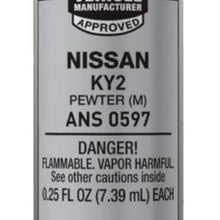 VEHICLE
MANUFACTURER
APPROVED
NISSAN
KY2
PEWTER (M)
ANS 0597
DANGER!
FLAMMABLE. VAPOR HARMFUL.
See other cautions inside
0.25 FL OZ (7.39 mL) EACH